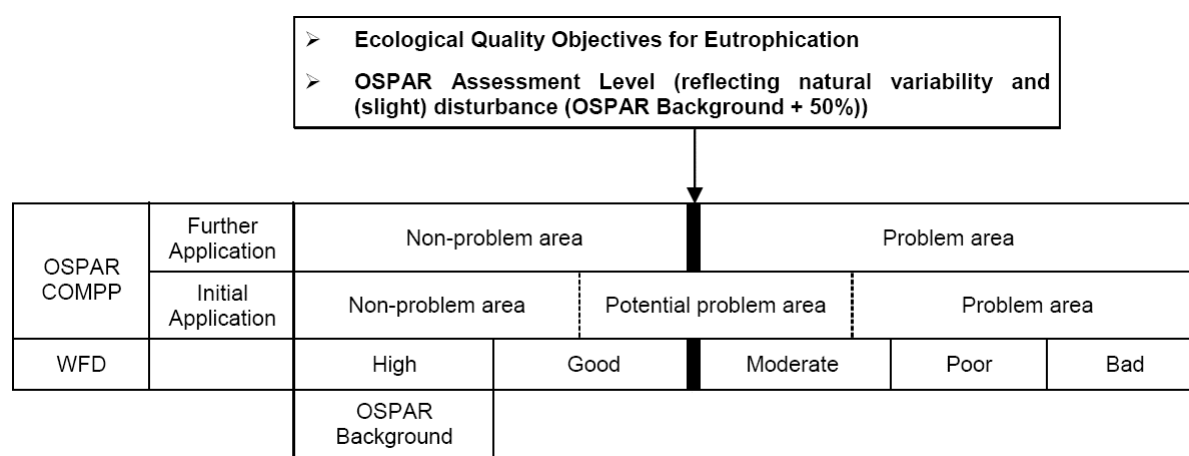 ➢ Ecological Quality Objectives for Eutrophication
➢ OSPAR Assessment Level (reflecting natural variability and
(slight) disturbance (OSPAR Background + 50%))
OSPAR
COMPP
Further
Application
Non-problem area
Problem area
Initial
Application
Non-problem area
Potential problem area
Problem area
WFD
High
Good
Moderate
Poor
Bad
OSPAR
Background